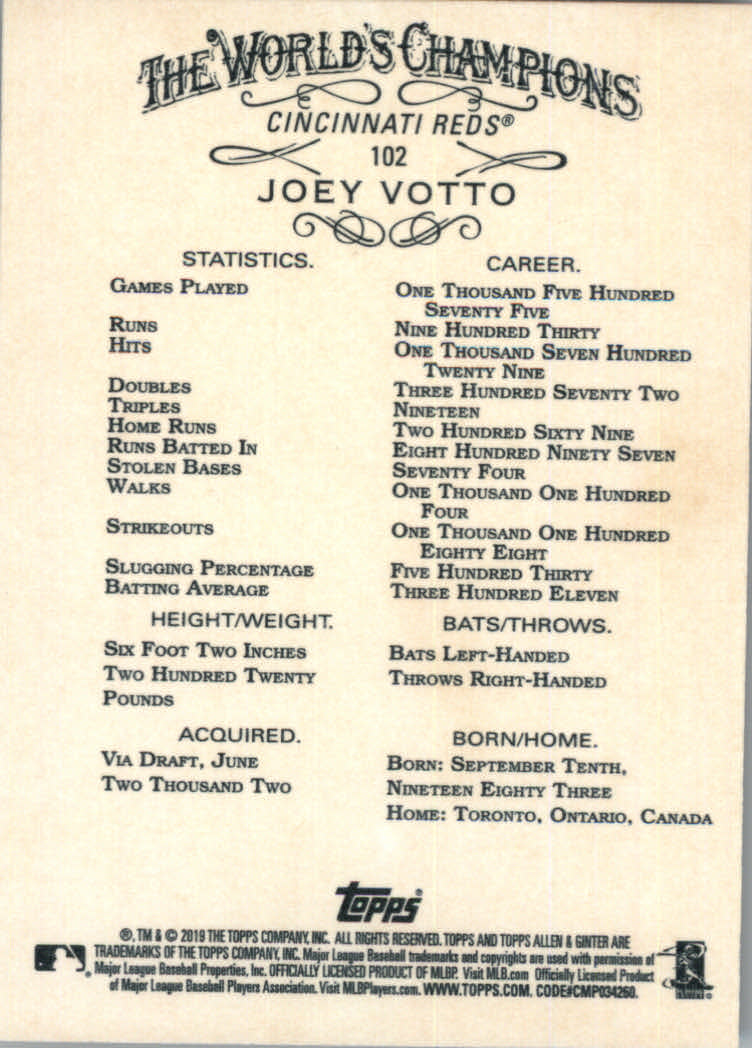 THE WORLD'S CHAMPIONS
CINCINNATI REDS®
102
JOEY VOTTO
STATISTICS. CAREER.
GAMES PLAYED ONE THOUSAND FIVE HUNDRED
SEVENTY FIVE
RUNS NINE HUNDRED THIRTY
HITS ONE THOUSAND SEVEN HUNDRED
TWENTY NINE
DOUBLES THREE HUNDRED SEVENTY TWO
TRIPLES NINETEEN
HOME RUNS TWO HUNDRED SIXTY NINE
RUNS BATTED IN EIGHT HUNDRED NINETY SEVEN
STOLEN BASES SEVENTY FOUR
WALKS ONE THOUSAND ONE HUNDRED
FOUR
STRIKEOUTS ONE THOUSAND ONE HUNDRED
EIGHTY EIGHT
SLUGGING PERCENTAGE FIVE HUNDRED THIRTY
BATTING AVERAGE THREE HUNDRED ELEVEN
HEIGHT/WEIGHT.
SIX FOOT TWO INCHES
TWO HUNDRED TWENTY
POUNDS
BATS/THROWS.
BATS LEFT-HANDED
THROWS RIGHT-HANDED
ACQUIRED.
VIA DRAFT, JUNE
TWO THOUSAND TWO
BORN/HOME.
BORN: SEPTEMBER TENTH,
NINETEEN EIGHTY THREE
HOME: TORONTO, ONTARIO, CANADA
topps®
®, TM & © 2019 THE TOPPS COMPANY, INC. ALL RIGHTS RESERVED. TOPPS AND TOPPS ALLEN & GINTER ARE
TRADEMARKS OF THE TOPPS COMPANY, INC. Major League Baseball trademarks and copyrights are used with permission of
Major League Baseball Properties, Inc. OFFICIALLY LICENSED PRODUCT OF MLBP. Visit MLB.com Officially Licensed Product
of Major League Baseball Players Association. Visit MLBPlayers.com. WWW.TOPPS.COM. CODE#CMP034260.